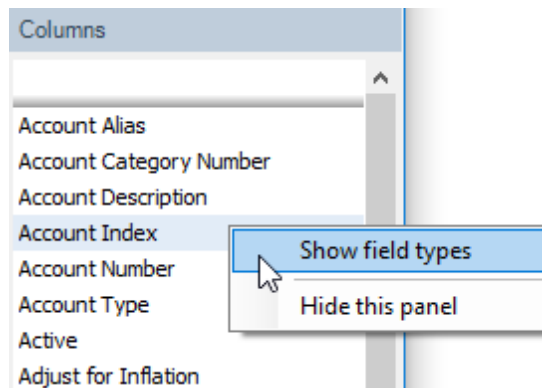 Columns
Account Alias
Account Category Number
Account Description
Account Index
Show field types
Account Number
Hide this panel
Account Type
Active
Adjust for Inflation